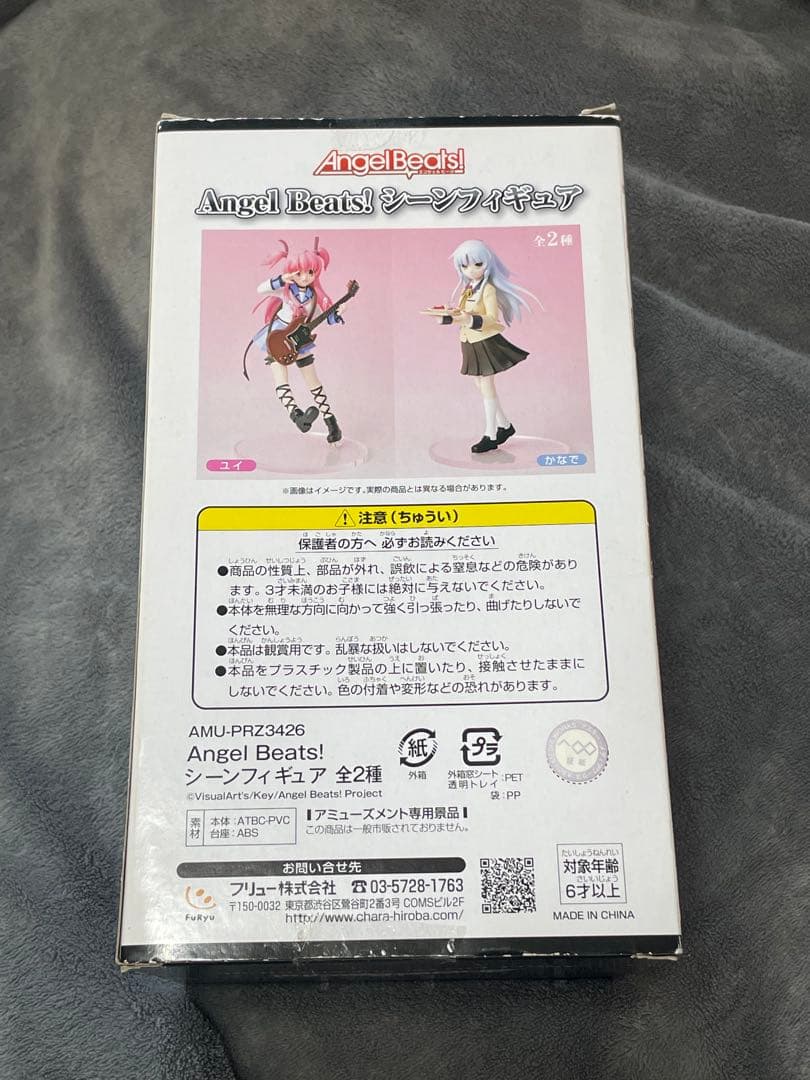 Angel Beats!
Angel Beats! シーンフィギュア
全2種
ユイ
かなで
※画像はイメージです。実際の商品とは異なる場合があります。
注意(ちゅうい)
保護者の方へ 必ずお読みください
●商品の性質上、部品が外れ、誤飲による窒息などの危険があり
ます。3才未満のお子様には絶対に与えないでください。
●本体を無理な方向に向かって強く引っ張ったり、曲げたりしないで
ください。
●本品は観賞用です。乱暴な扱いはしないでください。
●本品をプラスチック製品の上に置いたり、接触させたままに
しないでください。色の付着や変形などの恐れがあります。
AMU-PRZ3426
Angel Beats!
シーンフィギュア 全2種
©VisualArt's/Key/Angel Beats! Project
紙
外箱
プラ
外箱窓シート:PET
透明トレイ
袋:PP
素材
本体:ATBC-PVC
台座:ABS
アミューズメント専用景品
この商品は一般市販されておりません。
お問い合せ先
FuRyu
フリュー株式会社 ☎03-5728-1763
〒150-0032 東京都渋谷区鶯谷町2番3号 COMSビル2F
http://www.chara-hiroba.com/
たいしょうねんれい
対象年齢
さいいじょう
6才以上
MADE IN CHINA